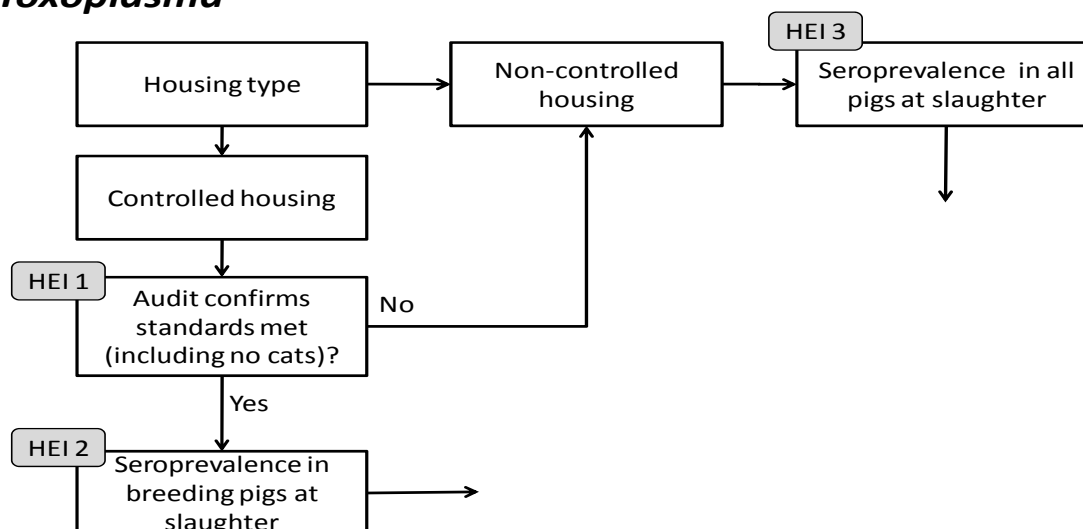 Toxoplasma
HEI 3
Housing type
Non-controlled
housing
Seroprevalence in all
pigs at slaughter
Controlled housing
HEI 1
Audit confirms
standards met
(including no cats)?
No
Yes
HEI 2
Seroprevalence in
breeding pigs at
slaughter